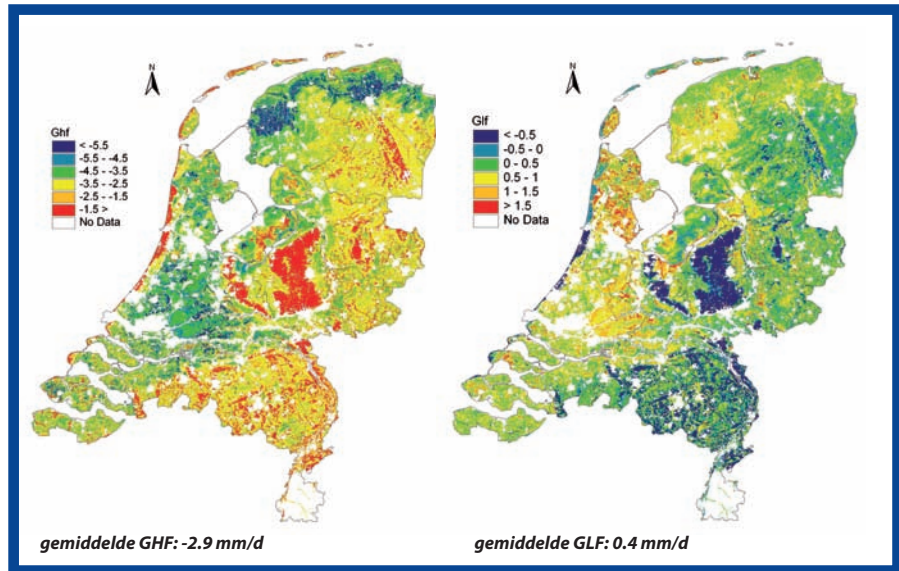 N
Ghf
< -5.5
-5.5 - -4.5
-4.5 - -3.5
-3.5 - -2.5
-2.5 - -1.5
-1.5 >
No Data
gemiddelde GHF: -2.9 mm/d
N
Glf
< -0.5
-0.5 - 0
0 - 0.5
0.5 - 1
1 - 1.5
> 1.5
No Data
gemiddelde GLF: 0.4 mm/d